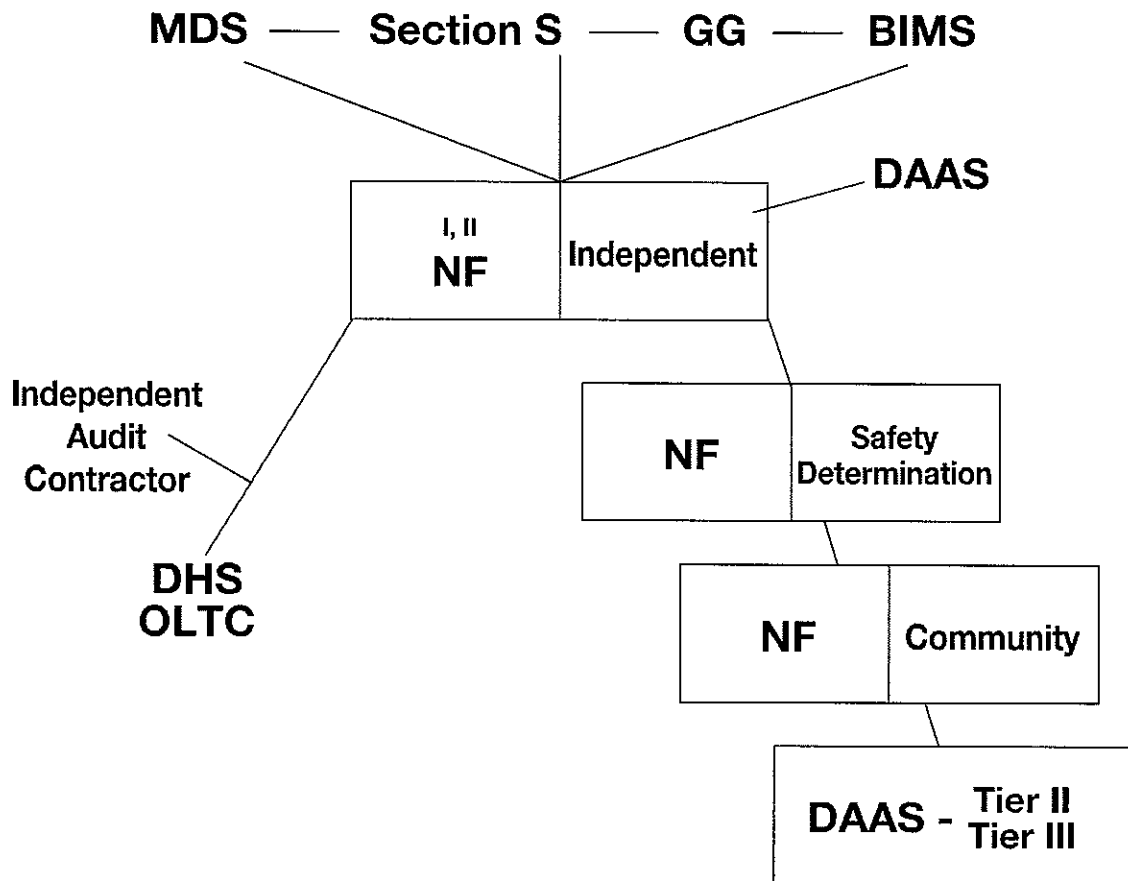 MDS — Section S — GG — BIMS
DAAS
I, II
NF
Independent
Independent
Audit
Contractor
NF
Safety
Determination
DHS
OLTC
NF
Community
DAAS - Tier II
Tier III